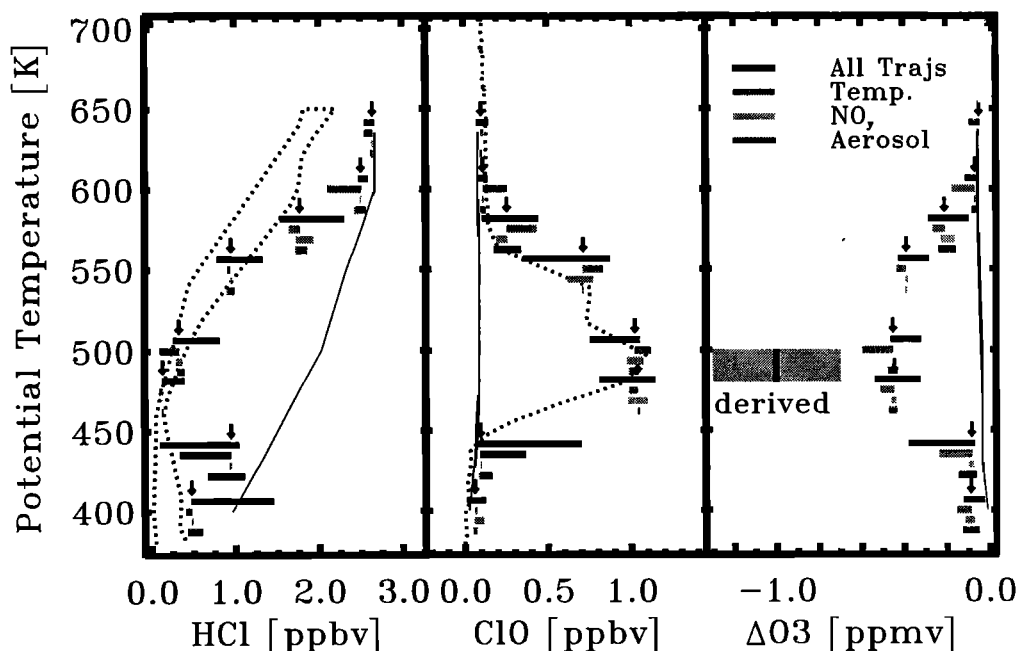 Potential Temperature [K]
700
650
600
550
500
450
400
All Trajs
Temp.
NO,
Aerosol
derived
0.0 1.0 2.0 3.0 0.0 0.5 1.0 −1.0 0.0
HCl [ppbv] ClO [ppbv] ΔO3 [ppmv]